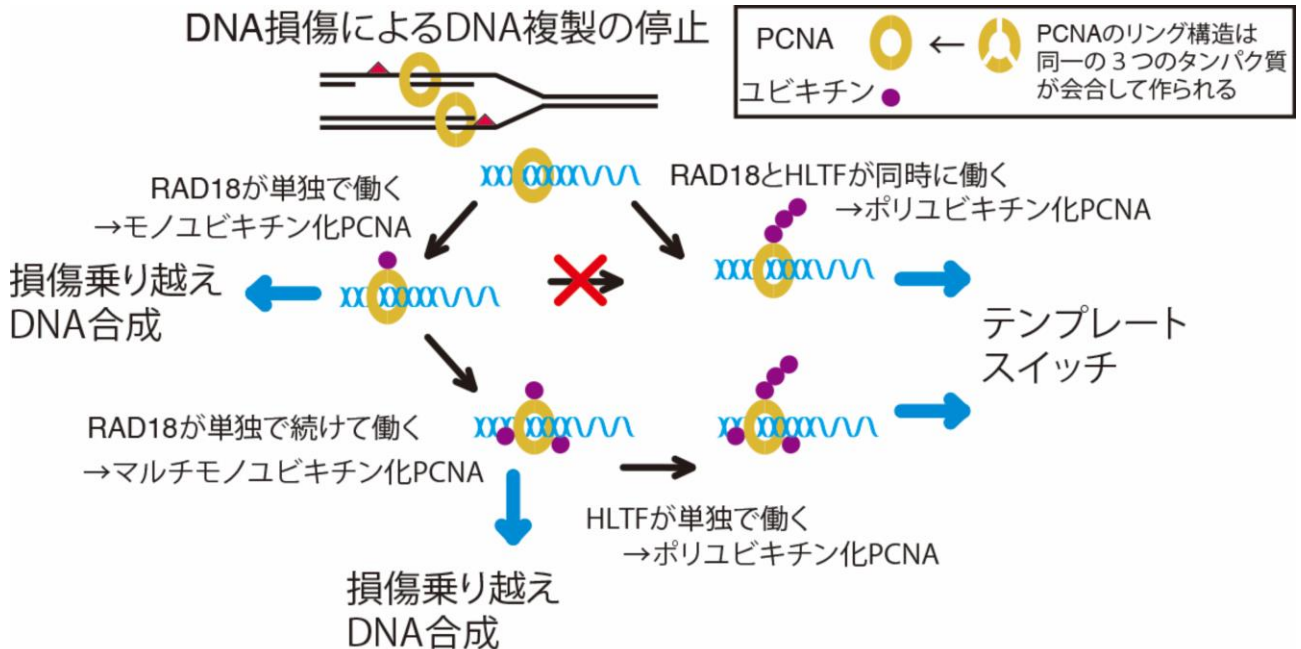 DNA損傷によるDNA複製の停止
PCNA
←
PCNAのリング構造は
同一の3つのタンパク質
が会合して作られる
ユビキチン
RAD18が単独で働く
→モノユビキチン化PCNA
RAD18とHLTFが同時に働く
→ポリユビキチン化PCNA
損傷乗り越え
DNA合成
テンプレート
スイッチ
RAD18が単独で続けて働く
→マルチモノユビキチン化PCNA
HLTFが単独で働く
→ポリユビキチン化PCNA
損傷乗り越え
DNA合成